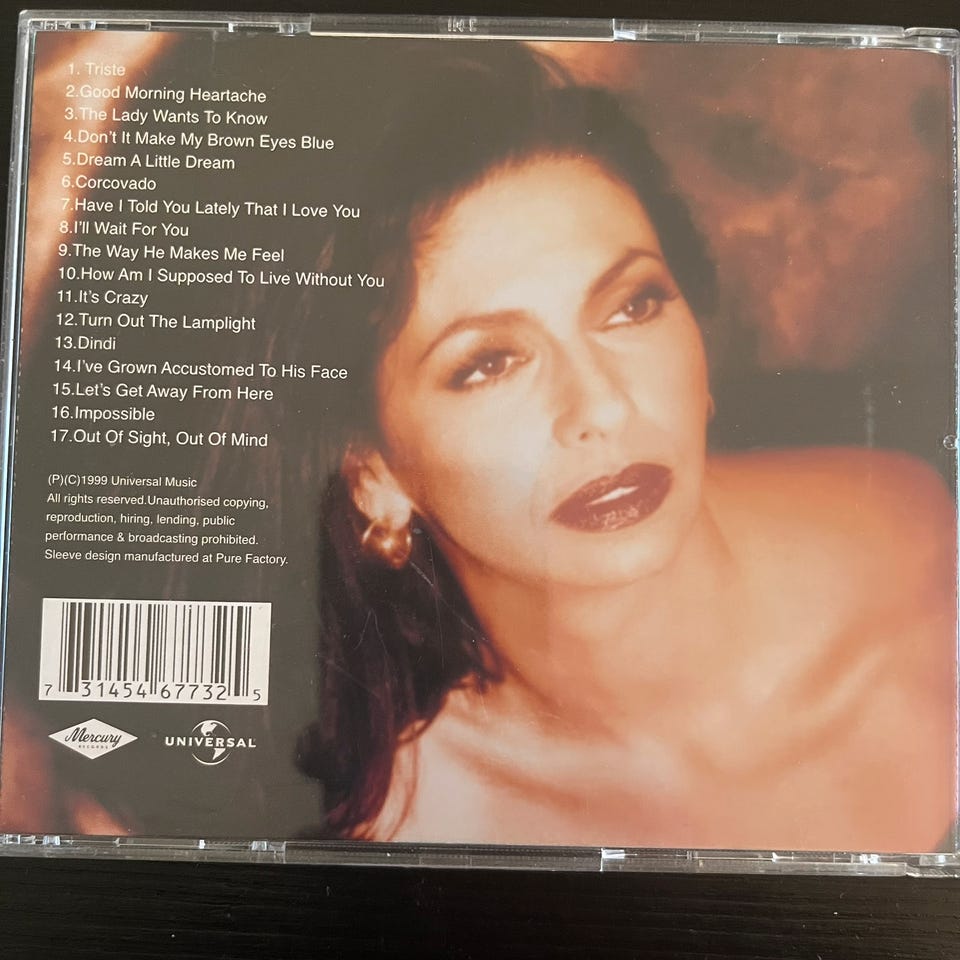 1. Triste
2.Good Morning Heartache
3.The Lady Wants To Know
4.Don't It Make My Brown Eyes Blue
5.Dream A Little Dream
6.Corcovado
7.Have I Told You Lately That I Love You
8.I'll Wait For You
9.The Way He Makes Me Feel
10.How Am I Supposed To Live Without You
11.It's Crazy
12.Turn Out The Lamplight
13.Dindi
14.I've Grown Accustomed To His Face
15.Let's Get Away From Here
16.Impossible
17.Out Of Sight, Out Of Mind
(P)(C)1999 Universal Music
All rights reserved.Unauthorised copying,
reproduction, hiring, lending, public
performance & broadcasting prohibited.
Sleeve design manufactured at Pure Factory.
7 31454 67732 5
Mercury
RECORDS
UNIVERSAL